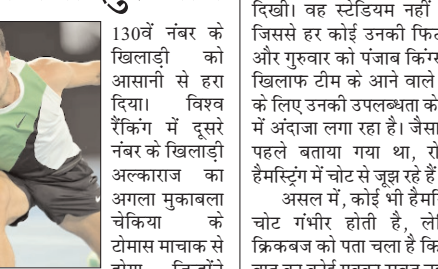 130वें नंबर के
खिलाड़ी को
आसानी से हरा
दिया। विश्व
रैंकिंग में दूसरे
नंबर के खिलाड़ी
अल्काराज का
अगला मुकाबला
चेकिया के
टोमास माचाक से
दिखी। वह स्टेडियम नहीं
जिससे हर कोई उनकी
और गुरुवार को पंजाब
खिलाफ टीम के आने वाले
के लिए उनकी उपलब्धता के
में अंदाजा लगा रहा है। जैसा
पहले बताया गया था,
हैमस्ट्रिंग में चोट से जूझ रहे हैं
असल में, कोई भी
चोट गंभीर होती है,
क्रिकबज को पता चला है